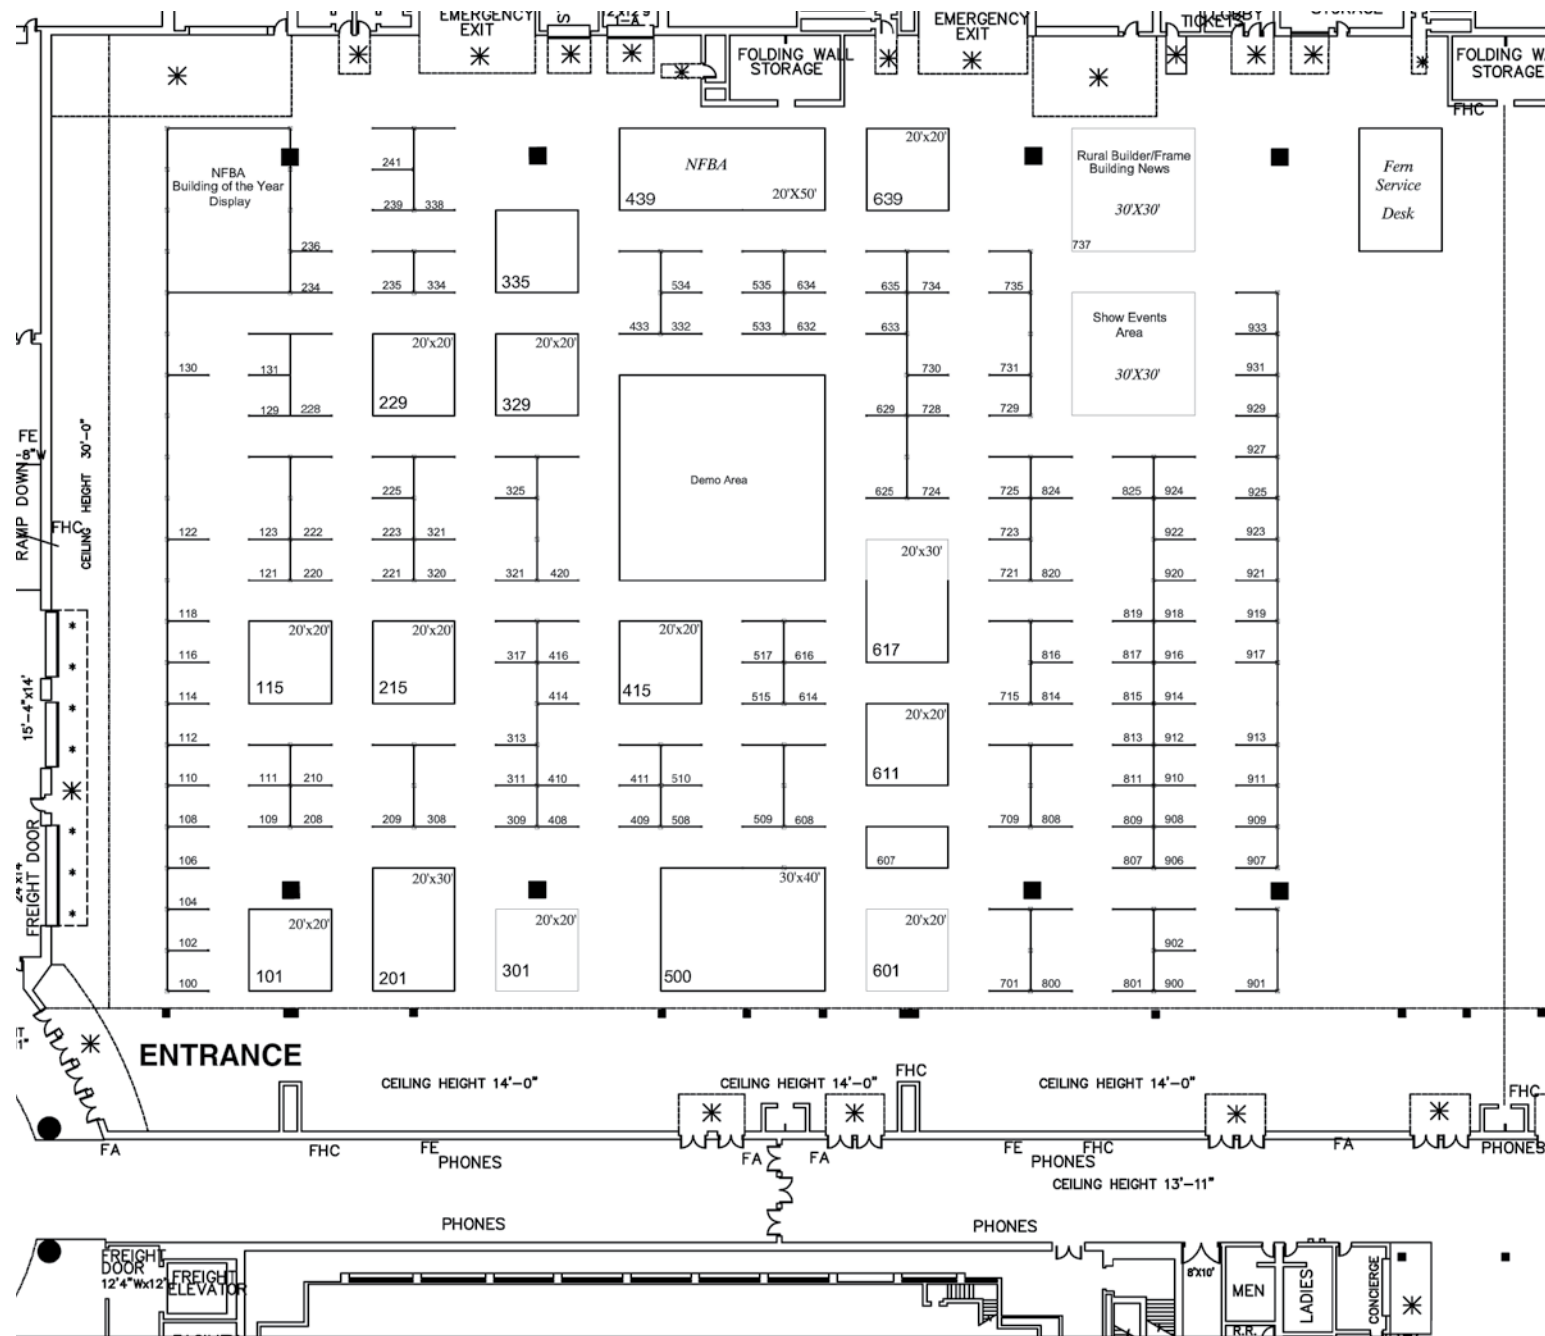 EMERGENCY
EXIT
EMERGENCY
EXIT
TICKETS
FOLDING WALL
STORAGE
FHC
NFBA
Building of the Year
Display
241
239 338
236
234
235 334
335
NFBA
439 20'X50'
20'x20'
639
Rural Builder/Frame
Building News
30'X30'
737
Fern
Service
Desk
534
535 634
635 734
735
433 332
533 632
633
Show Events
Area
30'X30'
933
130
131
129 228
20'x20'
229
20'x20'
329
730
731
931
629 728
729
929
927
FE
-8"W
CEILING HEIGHT 30'-0"
RAMP DOWN
FHC
225
325
Demo Area
625 724
725 824
825 924
925
122
123 222
223 321
723
922
923
121 220
221 320
321 420
20'x30'
617
721 820
920
921
118
20'x20'
115
20'x20'
215
20'x20'
415
819 918
919
116
317 416
517 616
816
817 916
917
114
414
515 614
715 814
815 914
15'-4"x14'
112
313
20'x20'
611
813 912
913
110
111 210
311 410
411 510
811 910
911
108
109 208
209 308
309 408
409 508
509 608
709 808
809 908
909
FREIGHT DOOR
106
607
807 906
907
104
20'x20'
101
20'x30'
201
20'x20'
301
30'x40'
500
20'x20'
601
102
902
100
701 800
801 900
901
ENTRANCE
CEILING HEIGHT 14'-0"
CEILING HEIGHT 14'-0"
FHC
CEILING HEIGHT 14'-0"
FHC
FA
FHC
FE
PHONES
FA
FA
FE
FHC
PHONES
FA
PHONES
CEILING HEIGHT 13'-11"
PHONES
PHONES
FREIGHT
DOOR
12'4"Wx12'
FREIGHT
ELEVATOR
8'X10'
MEN
LADIES
CONCIERGE
R.R.